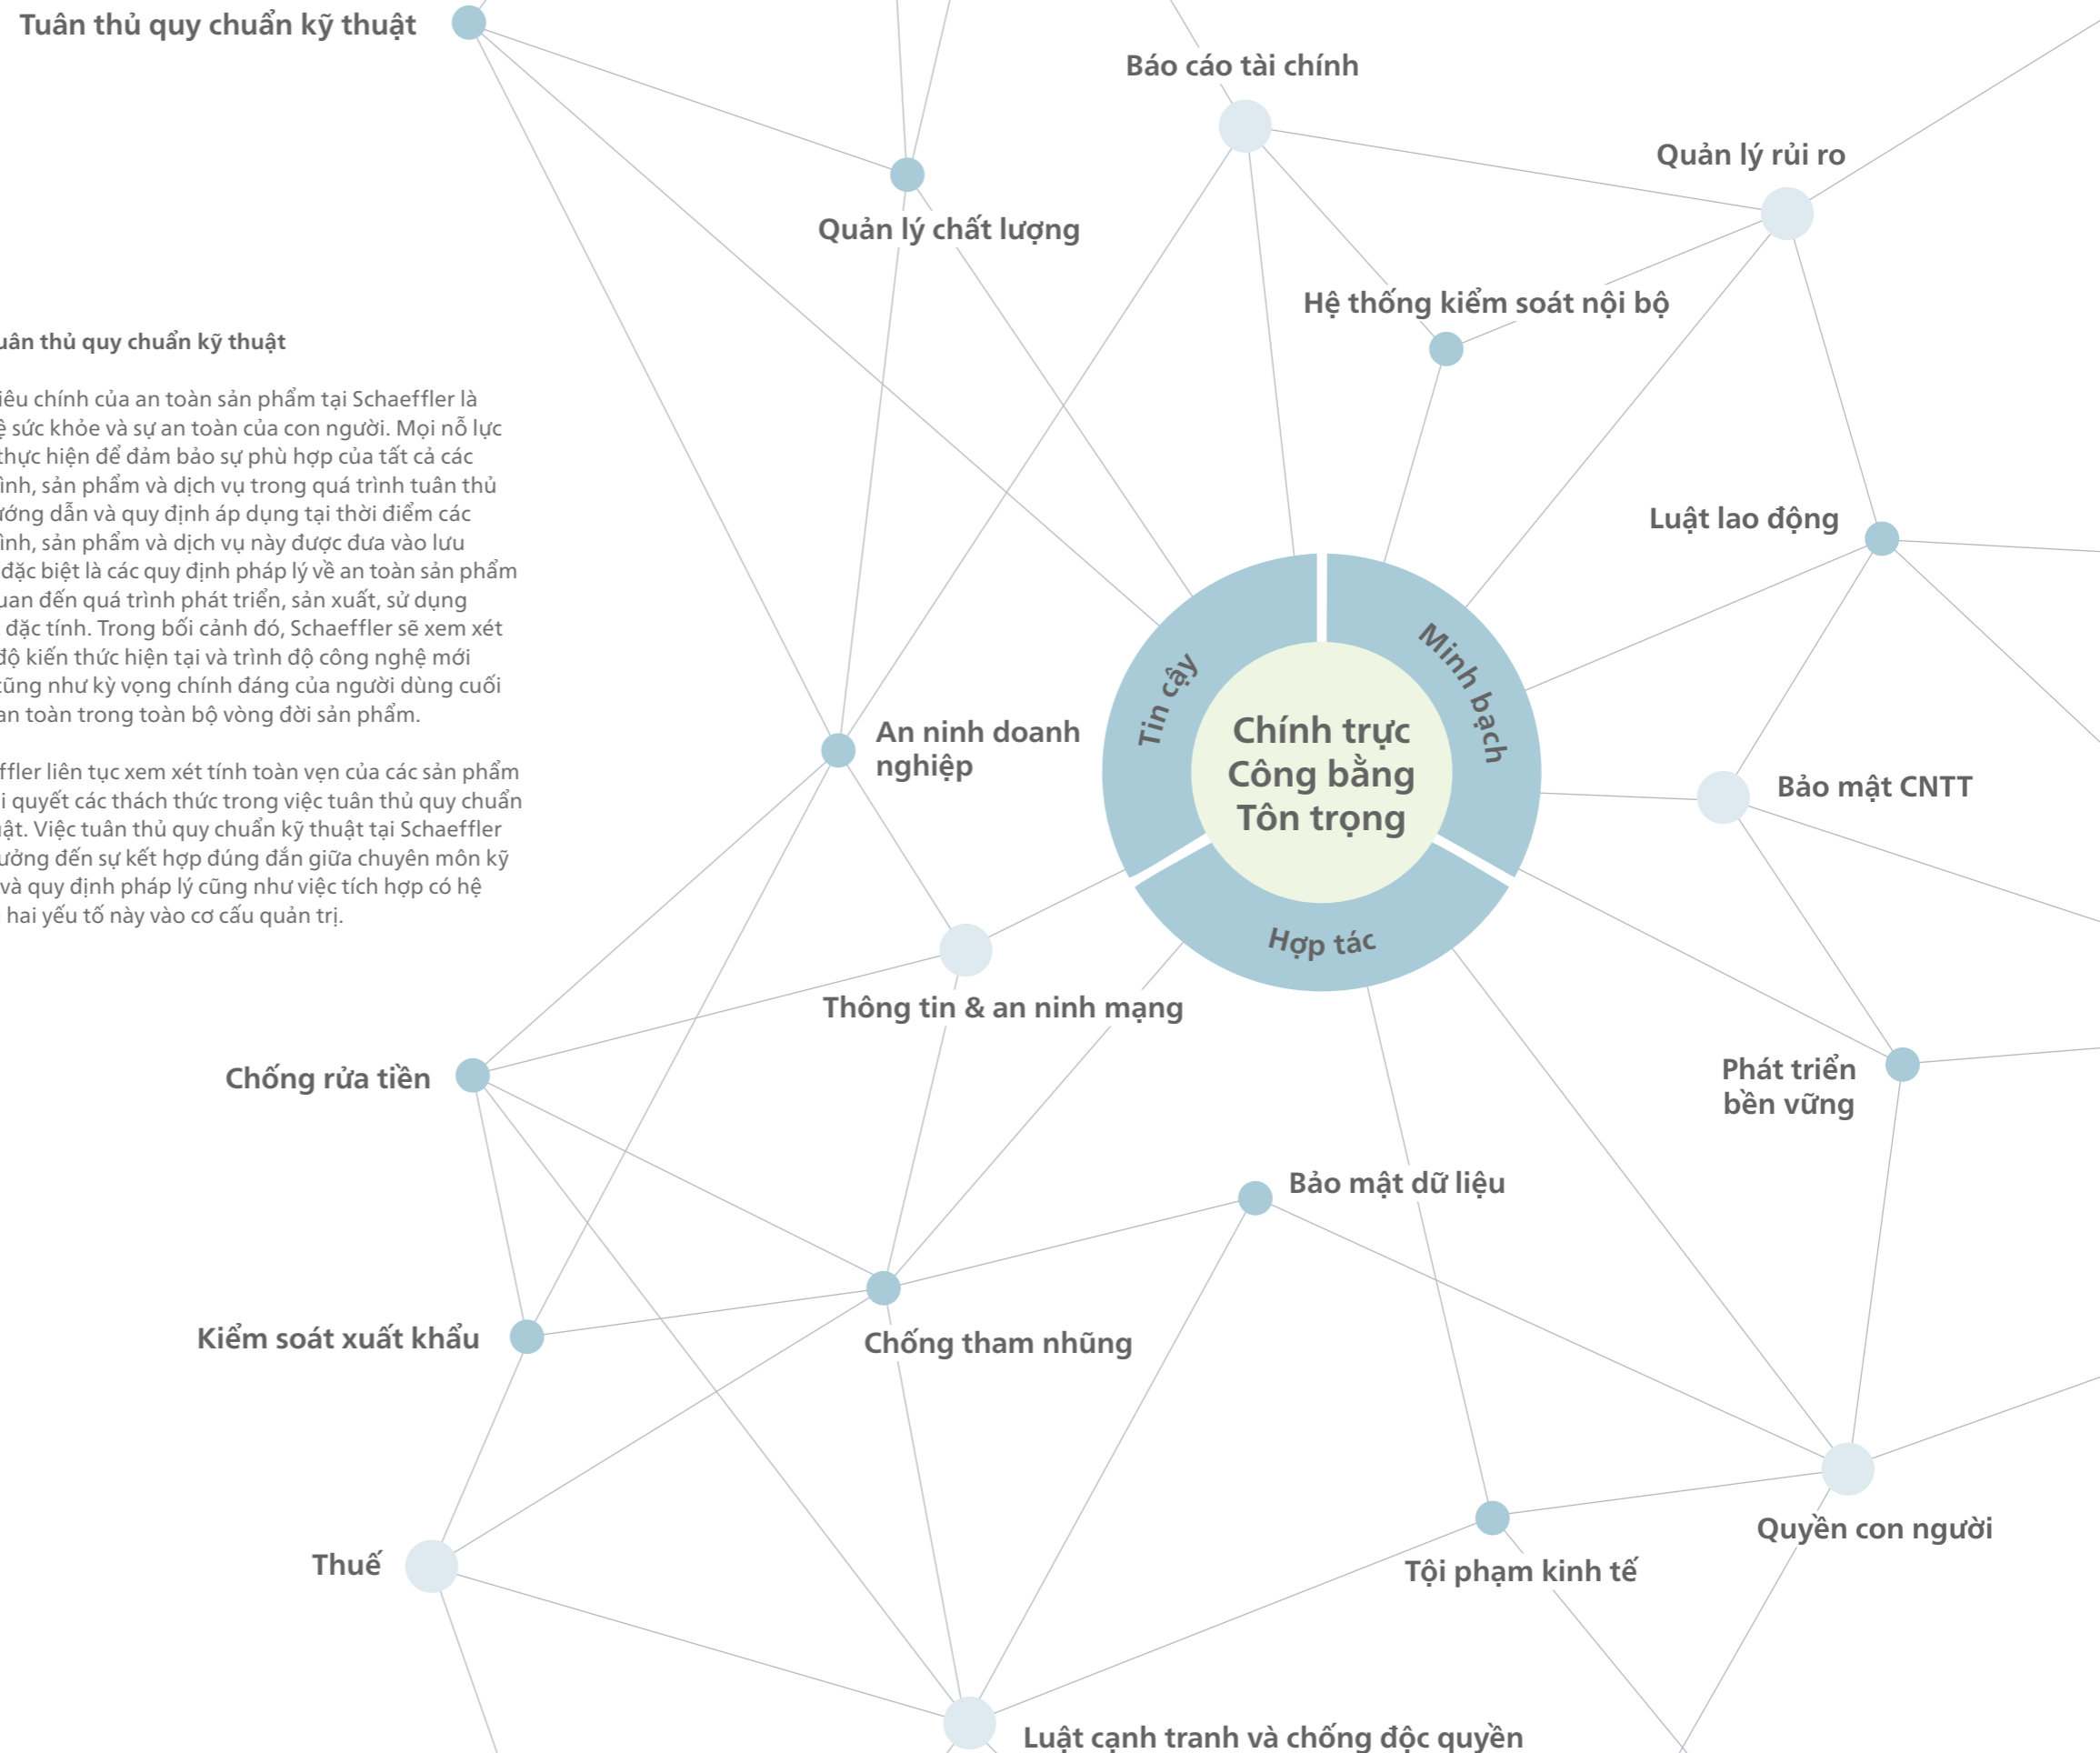 Tuân thủ quy chuẩn kỹ thuật
Báo cáo tài chính
Quản lý rủi ro
Quản lý chất lượng
Hệ thống kiểm soát nội bộ
thủ quy chuẩn kỹ thuật
chính của an toàn sản phẩm tại Schaeffler là
sức khỏe và sự an toàn của con người. Mọi nỗ lực
thực hiện để đảm bảo sự phù hợp của tất cả các
sản phẩm và dịch vụ trong quá trình tuân thủ
dẫn và quy định áp dụng tại thời điểm các
sản phẩm và dịch vụ này được đưa vào lưu
đặc biệt là các quy định pháp lý về an toàn sản phẩm
đến quá trình phát triển, sản xuất, sử dụng
đặc tính. Trong bối cảnh đó, Schaeffler sẽ xem xét
độ kiến thức hiện tại và trình độ công nghệ mới
cũng như kỳ vọng chính đáng của người dùng cuối
an toàn trong toàn bộ vòng đời sản phẩm.
liên tục xem xét tính toàn vẹn của các sản phẩm
quyết các thách thức trong việc tuân thủ quy chuẩn
Việc tuân thủ quy chuẩn kỹ thuật tại Schaeffler
đến sự kết hợp đúng đắn giữa chuyên môn kỹ
và quy định pháp lý cũng như việc tích hợp có hệ
hai yếu tố này vào cơ cấu quản trị.
Luật lao động
Tin cậy
Minh bạch
Chính trực
Công bằng
Tôn trọng
Hợp tác
An ninh doanh
nghiệp
Bảo mật CNTT
Thông tin & an ninh mạng
Chống rửa tiền
Phát triển
bền vững
Bảo mật dữ liệu
Kiểm soát xuất khẩu
Chống tham nhũng
Quyền con người
Thuế
Tội phạm kinh tế
Luật cạnh tranh và chống độc quyền